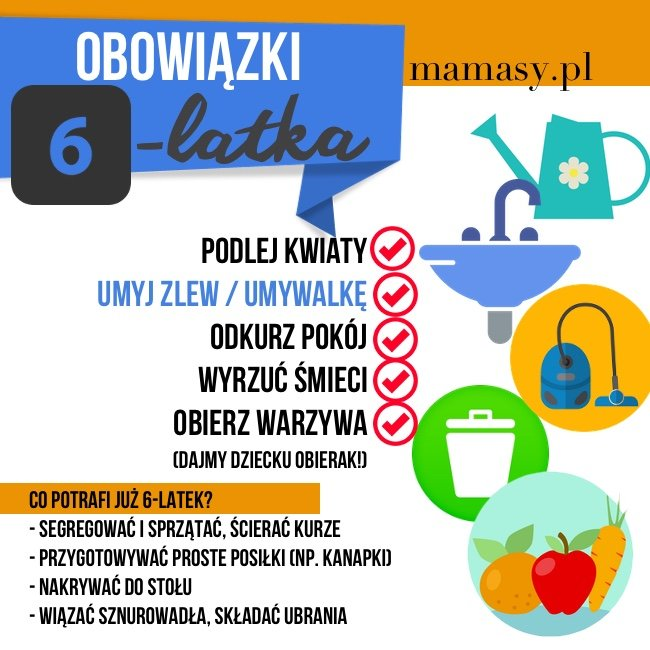 OBOWIĄZKI
mamasy.pl
6-latka
PODLEJ KWIATY
UMYJ ZLEW / UMYWALKĘ
ODKURZ POKÓJ
WYRZUĆ ŚMIECI
OBIERZ WARZYWA
(DAJMY DZIECKU OBIERAK!)
CO POTRAFI JUŻ 6-LATEK?
- SEGREGOWAĆ I SPRZĄTAĆ, ŚCIERAĆ KURZE
- PRZYGOTOWYWAĆ PROSTE POSIŁKI (NP. KANAPKI)
- NAKRYWAĆ DO STOŁU
- WIĄZAĆ SZNUROWADŁA, SKŁADAĆ UBRANIA